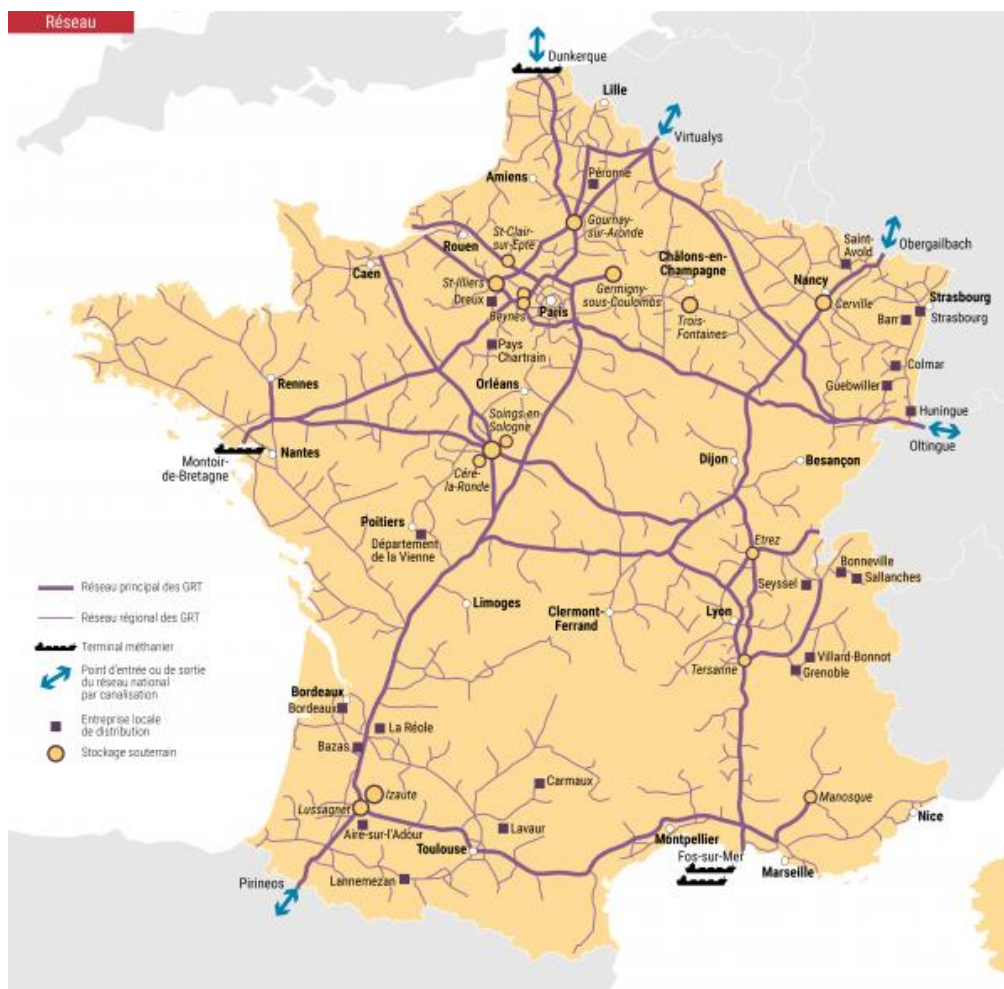 Réseau
Dunkerque
Lille
Virtualys
Amiens
Péronne
Gournay-
sur-Aronde
St-Clair-
sur-Epte
Rouen
Caen
St-Illiers
Dreux
Beynes
Paris
Germigny-
sous-Coulombs
Châlons-en-
Champagne
Trois-
Fontaines
Saint-
Avold
Obergailbach
Nancy
Cerville
Strasbourg
Strasbourg
Barr
Colmar
Guebwiller
Huningue
Oltingue
Pays
Chartrain
Orléans
Rennes
Soings-en-
Sologne
Montoir-
de-Bretagne
Nantes
Céré-
la-Ronde
Dijon
Besançon
Poitiers
Département
de la Vienne
Etrez
Bonneville
Sallanches
Seyssel
Limoges
Clermont-
Ferrand
Lyon
Tersanne
Villard-Bonnot
Grenoble
Réseau principal des GRT
Réseau régional des GRT
Terminal méthanier
Point d'entrée ou de sortie
du réseau national
par canalisation
Entreprise locale
de distribution
Stockage souterrain
Bordeaux
Bordeaux
La Réole
Bazas
Izaute
Lussagnet
Aire-sur-l'Adour
Carmaux
Lavaur
Toulouse
Lannemezan
Pirineos
Montpellier
Fos-sur-Mer
Marseille
Manosque
Nice